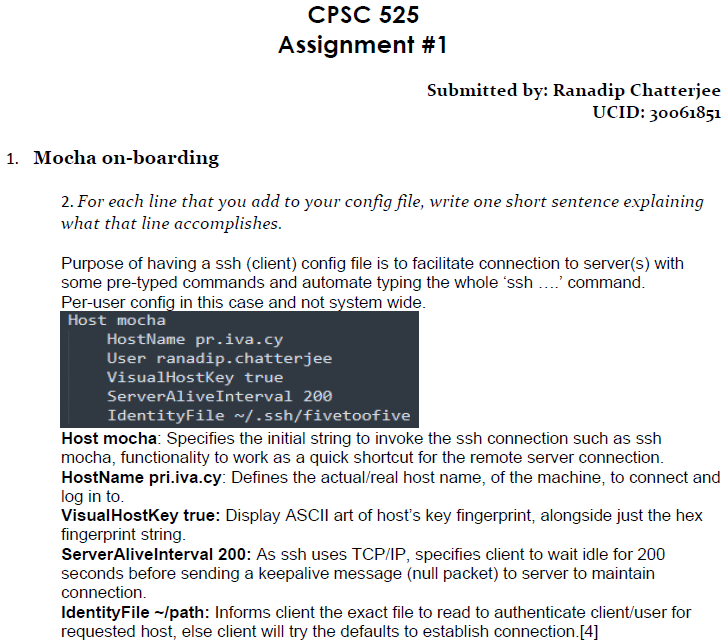 CPSC 525
Assignment #1
Submitted by: Ranadip Chatterjee
UCID: 30061851
1. Mocha on-boarding
2. For each line that you add to your config file, write one short sentence explaining
what that line accomplishes.
Purpose of having a ssh (client) config file is to facilitate connection to server(s) with
some pre-typed commands and automate typing the whole ‘ssh ….’ command.
Per-user config in this case and not system wide.
Host mocha
HostName pr.iva.cy
User ranadip.chatterjee
VisualHostKey true
ServerAliveInterval 200
IdentityFile ~/.ssh/fivetoofive
Host mocha: Specifies the initial string to invoke the ssh connection such as ssh
mocha, functionality to work as a quick shortcut for the remote server connection.
HostName pri.iva.cy: Defines the actual/real host name, of the machine, to connect and
log in to.
VisualHostKey true: Display ASCII art of host’s key fingerprint, alongside just the hex
fingerprint string.
ServerAliveInterval 200: As ssh uses TCP/IP, specifies client to wait idle for 200
seconds before sending a keepalive message (null packet) to server to maintain
connection.
IdentityFile ~/path: Informs client the exact file to read to authenticate client/user for
requested host, else client will try the defaults to establish connection.[4]